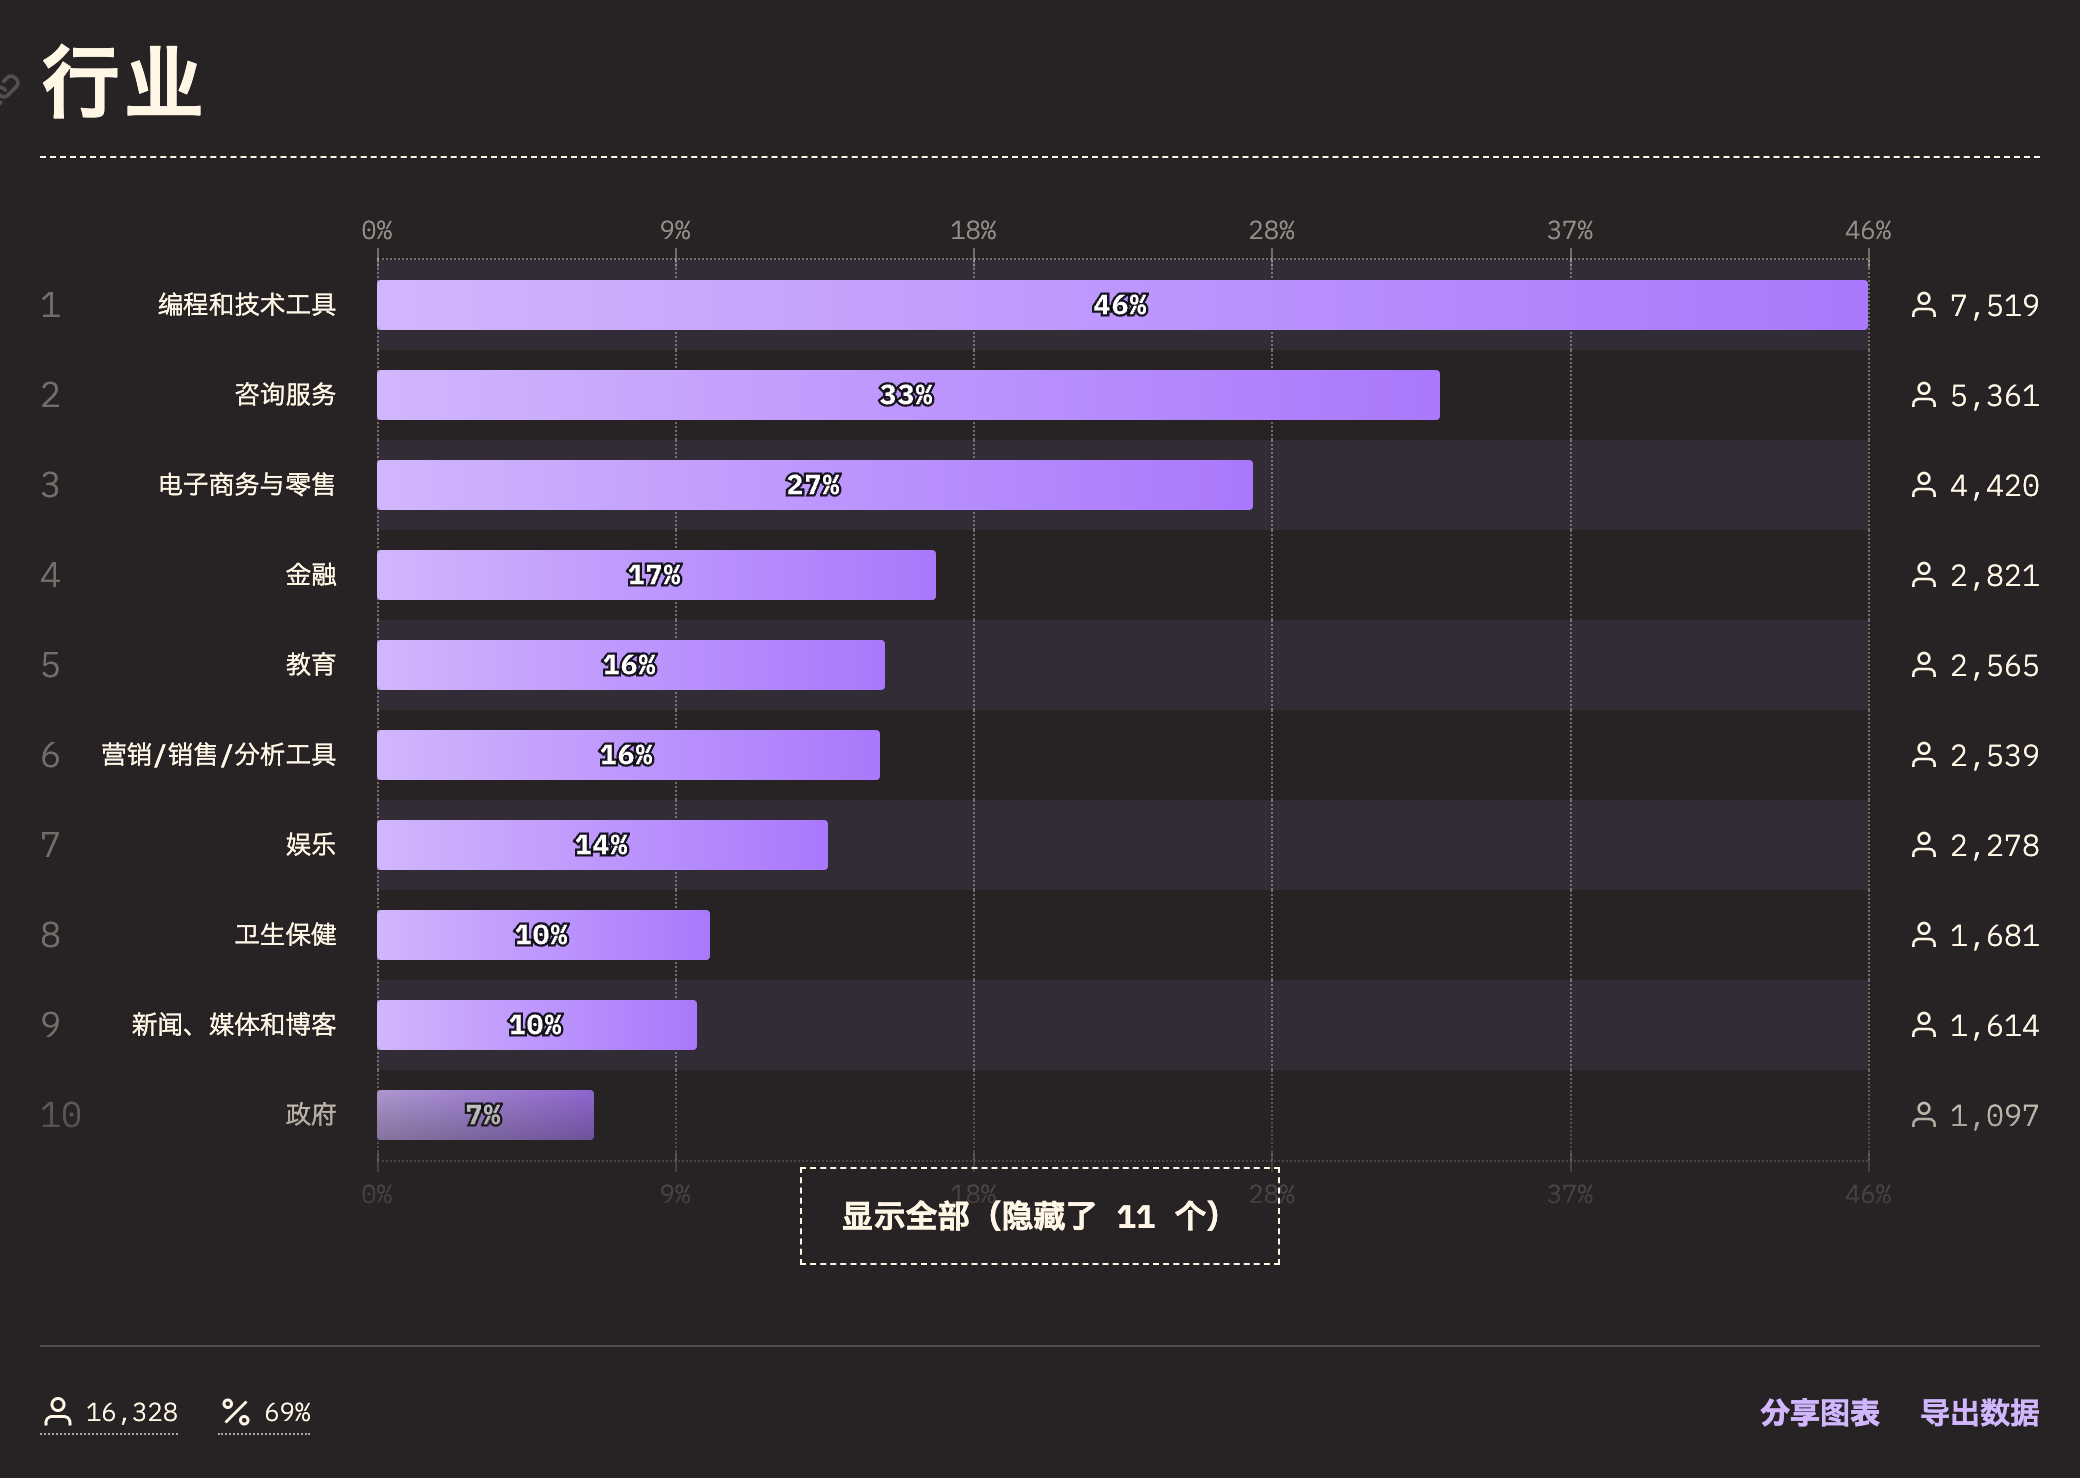 行业
0% 9% 18% 28% 37% 46%
1 编程和技术工具 46% 7,519
2 咨询服务 33% 5,361
3 电子商务与零售 27% 4,420
4 金融 17% 2,821
5 教育 16% 2,565
6 营销/销售/分析工具 16% 2,539
7 娱乐 14% 2,278
8 卫生保健 10% 1,681
9 新闻、媒体和博客 10% 1,614
10 政府 7% 1,097
0% 9% 18% 28% 37% 46%
显示全部（隐藏了 11 个）
16,328 69% 分享图表 导出数据